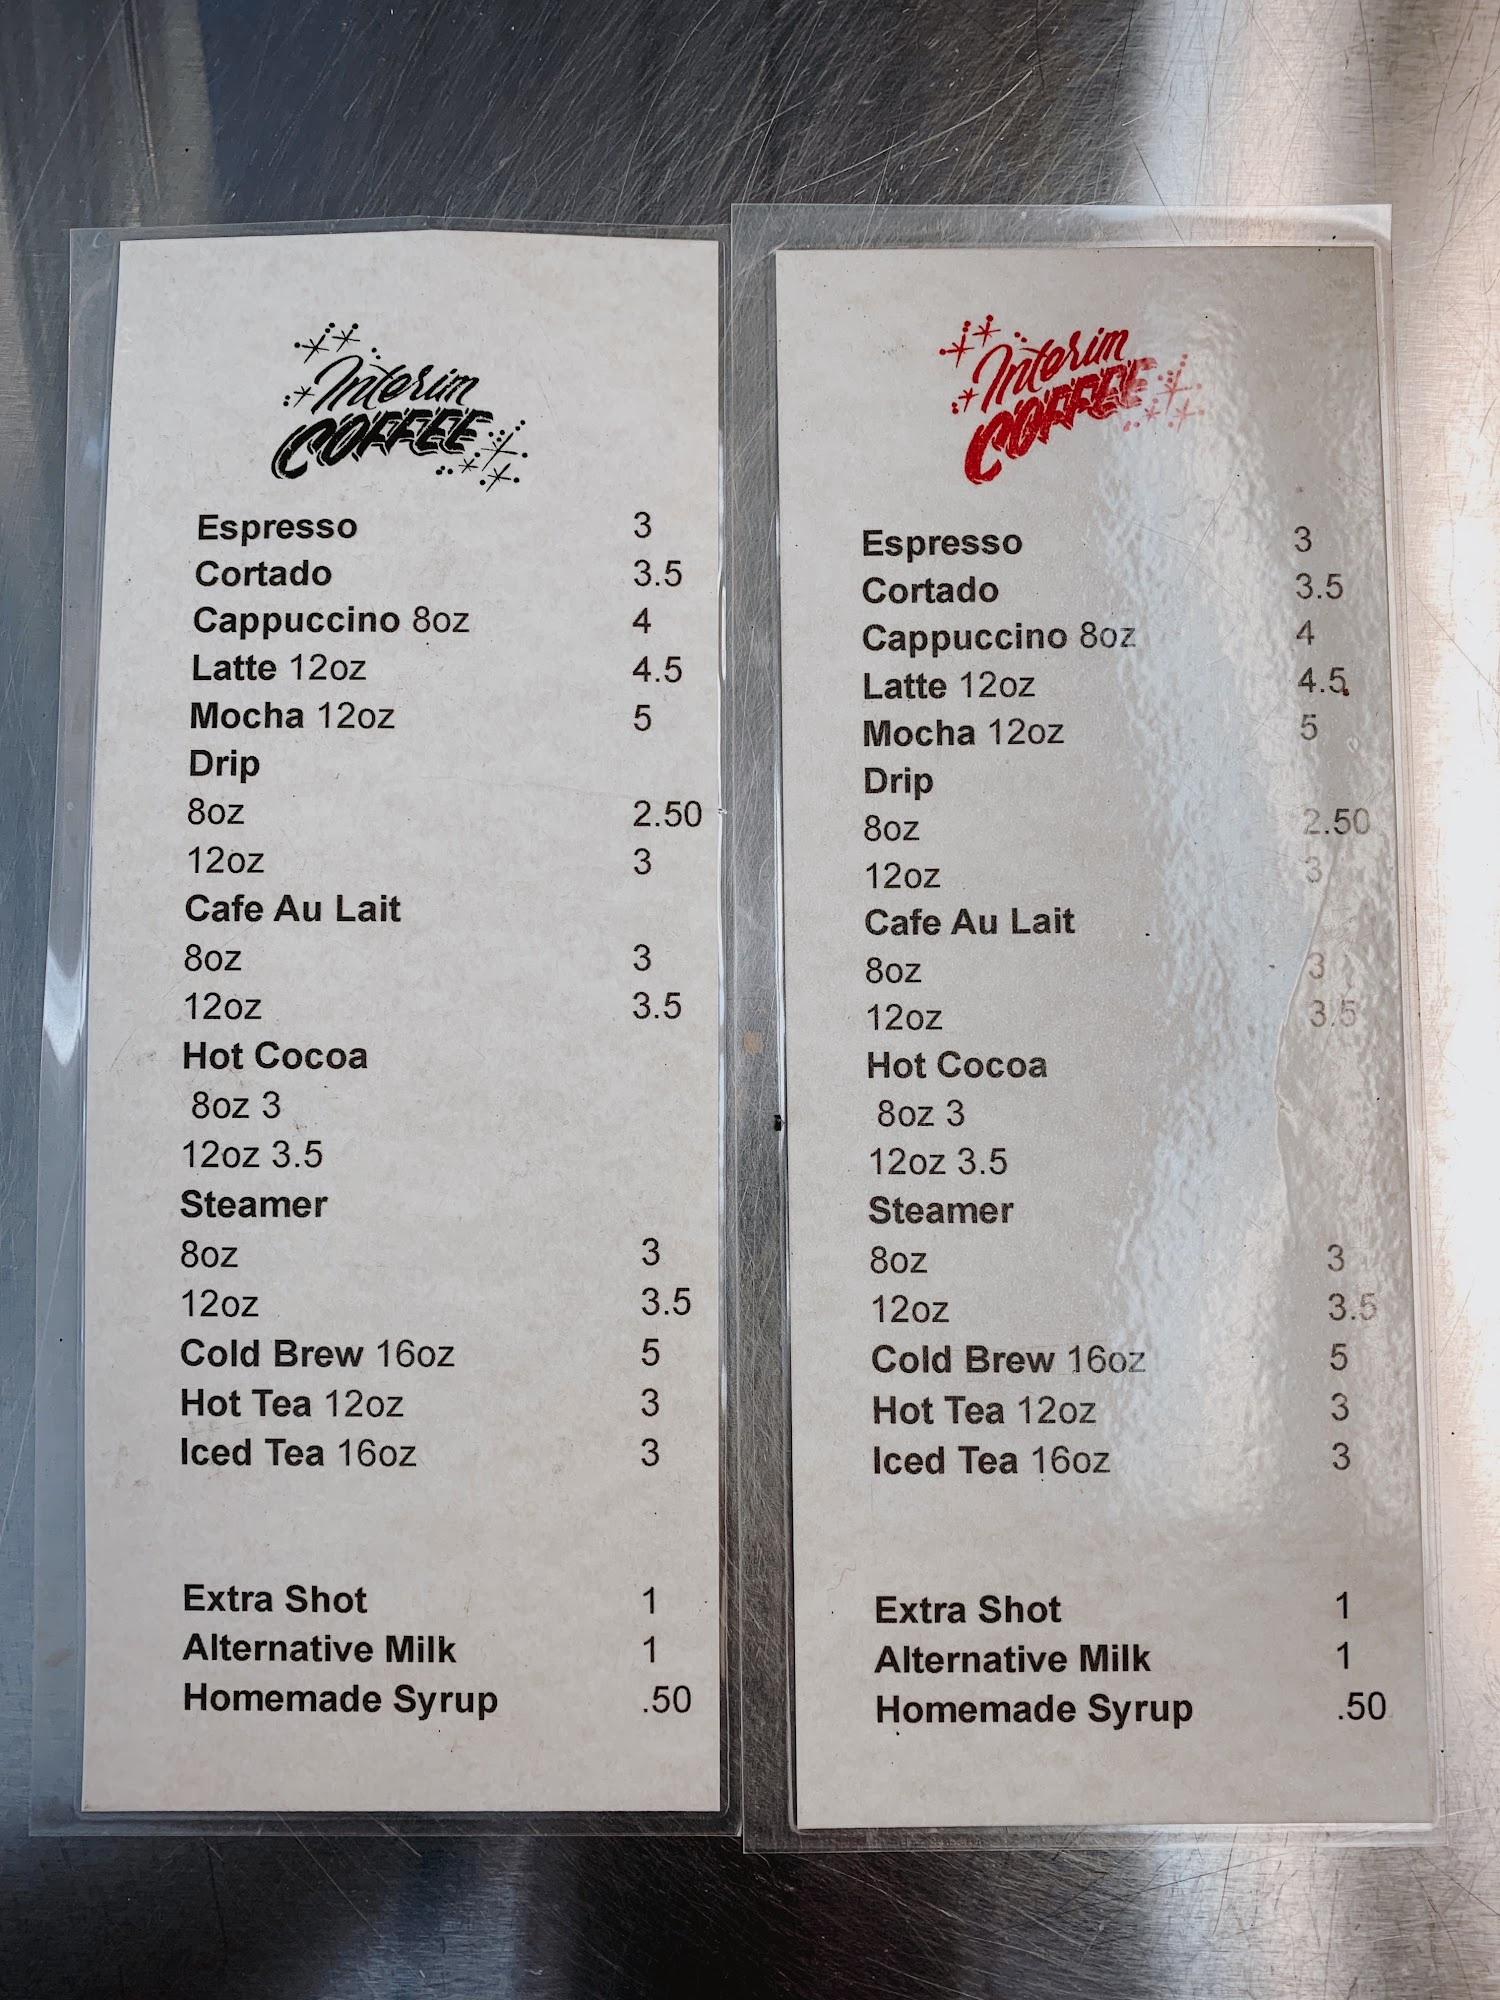 Interim
COFFEE
Espresso 3
Cortado 3.5
Cappuccino 8oz 4
Latte 12oz 4.5
Mocha 12oz 5
Drip
8oz 2.50
12oz 3
Cafe Au Lait
8oz 3
12oz 3.5
Hot Cocoa
8oz 3
12oz 3.5
Steamer
8oz 3
12oz 3.5
Cold Brew 16oz 5
Hot Tea 12oz 3
Iced Tea 16oz 3
Extra Shot 1
Alternative Milk 1
Homemade Syrup .50
Interim
COFFEE
Espresso 3
Cortado 3.5
Cappuccino 8oz 4
Latte 12oz 4.5
Mocha 12oz 5
Drip
8oz 2.50
12oz 3
Cafe Au Lait
8oz 3
12oz 3.5
Hot Cocoa
8oz 3
12oz 3.5
Steamer
8oz 3
12oz 3.5
Cold Brew 16oz 5
Hot Tea 12oz 3
Iced Tea 16oz 3
Extra Shot 1
Alternative Milk 1
Homemade Syrup .50